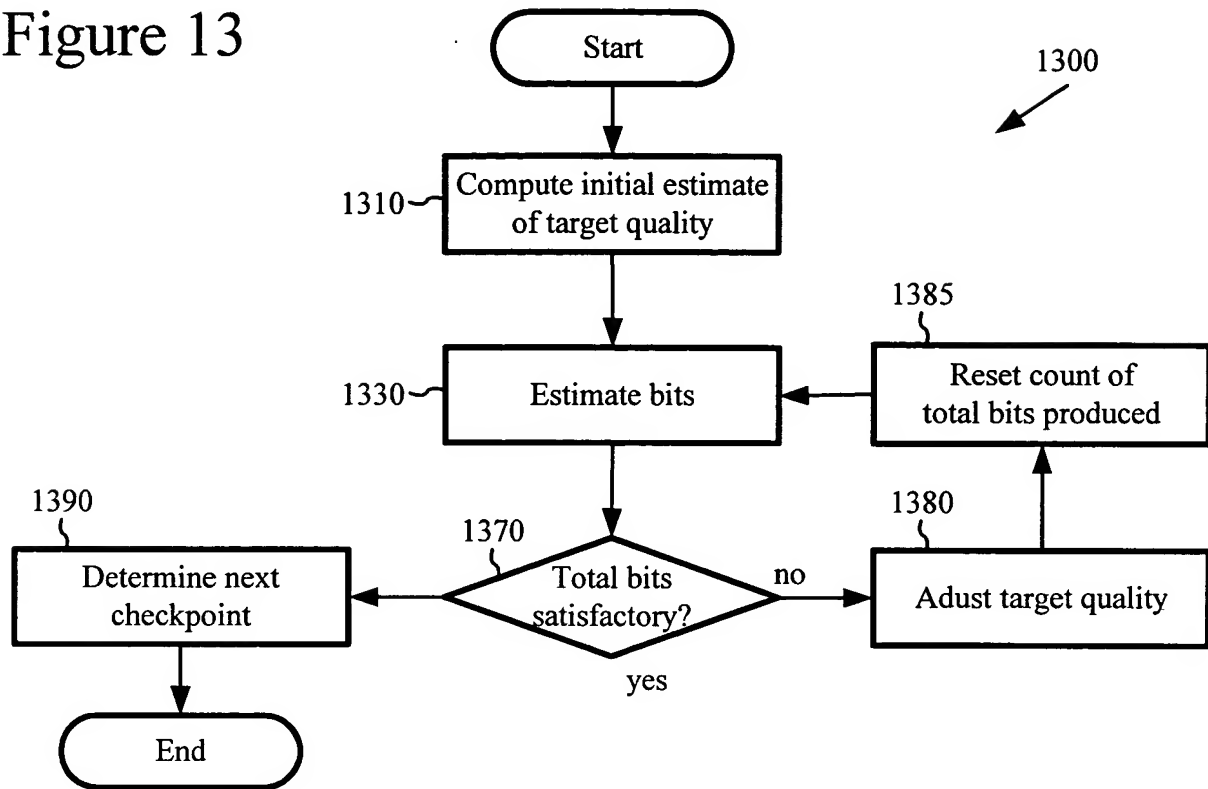 Figure 13
Start
1300
1310
Compute initial estimate
of target quality
1385
1330
Estimate bits
Reset count of
total bits produced
1390
1370
1380
Determine next
checkpoint
Total bits
satisfactory?
no
Adust target quality
yes
End